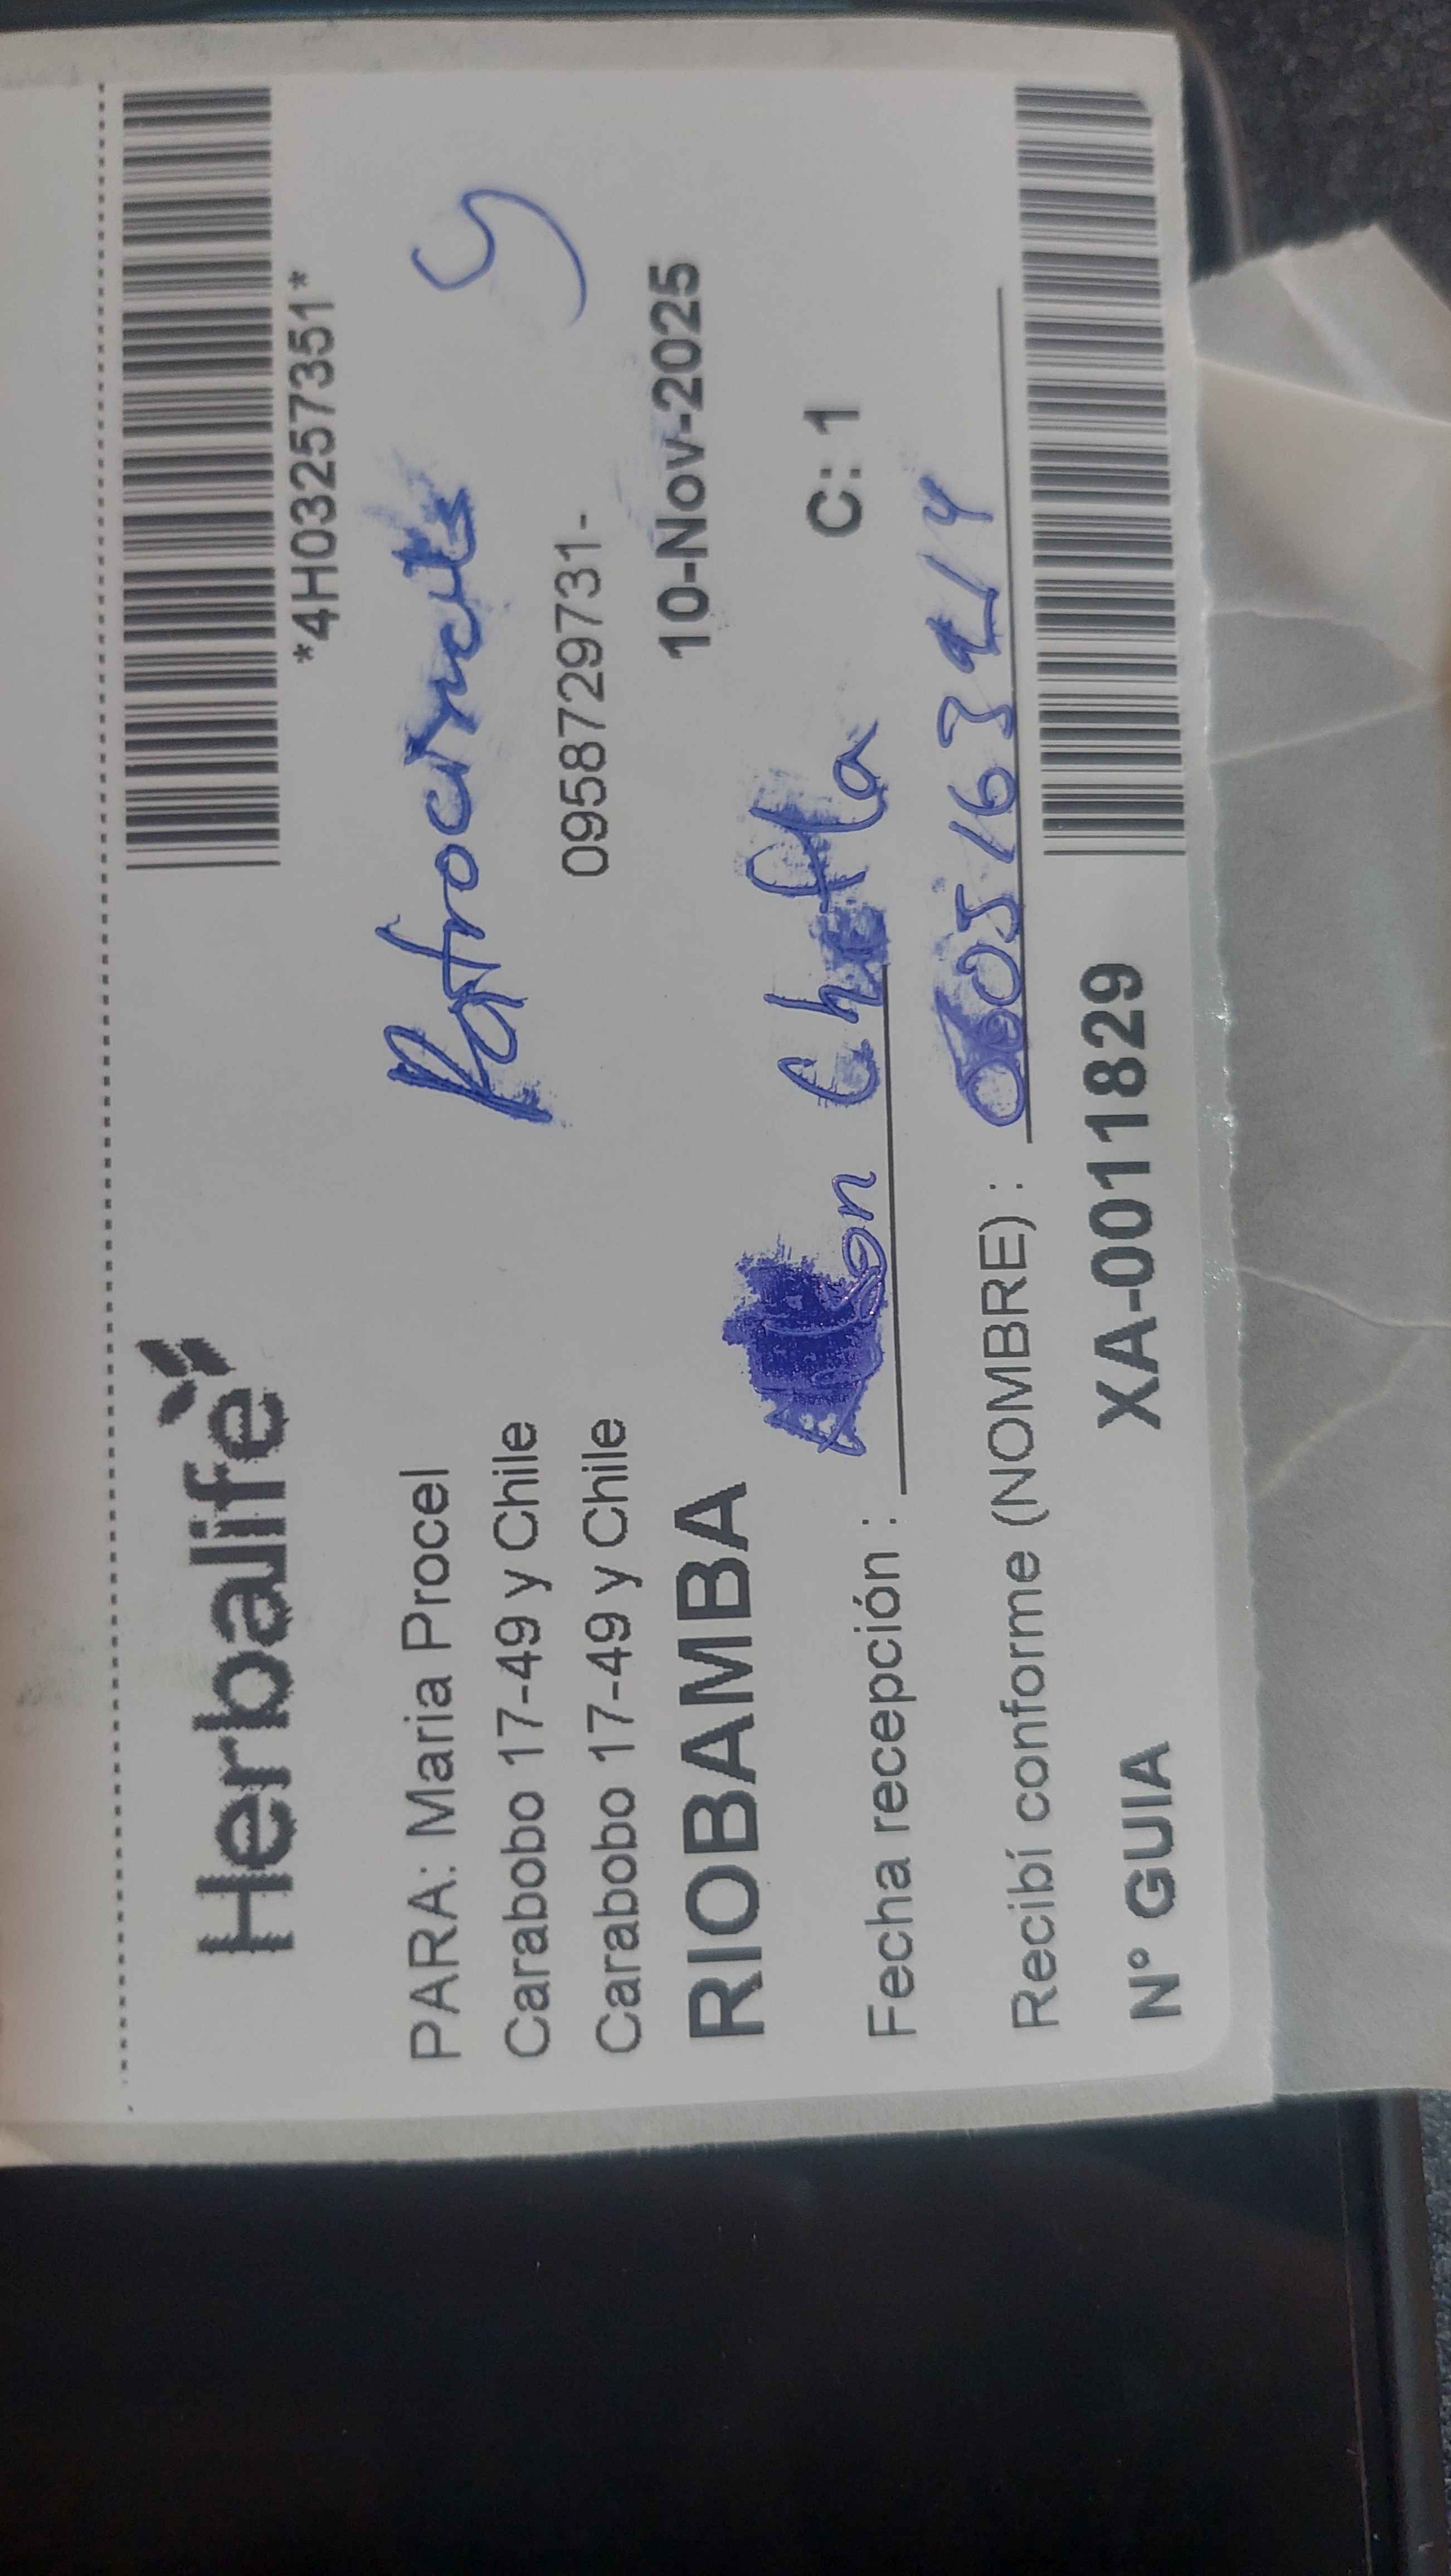 Herbalife
*4H03257351*
PARA: Maria Procel
Carabobo 17-49 y Chile
0958729731-
Carabobo 17-49 y Chile
10-Nov-2025
RIOBAMBA
C: 1
Fecha recepción :
Recibí conforme (NOMBRE) :
N° GUIA XA-0011829